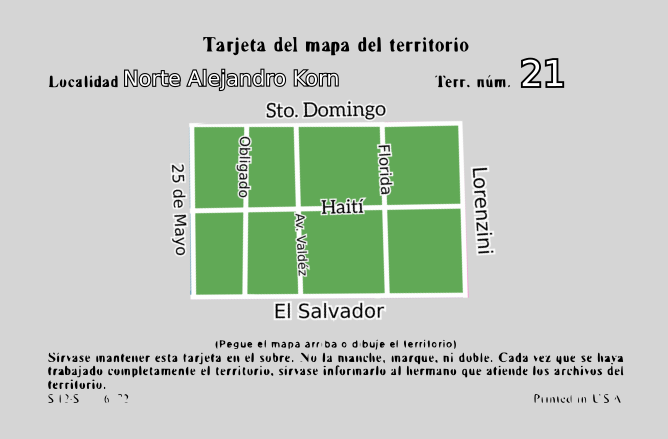 Tarjeta del mapa del territorio
Localidad Norte Alejandro Korn Terr. núm. 21
Sto. Domingo
25 de Mayo
Obligado
Florida
Lorenzini
Haití
Av. Valdéz
El Salvador
(Pegue el mapa arriba o dibuje el territorio)
Sírvase mantener esta tarjeta en el sobre. No la manche, marque, ni doble. Cada vez que se haya
trabajado completamente el territorio, sírvase informarlo al hermano que atiende los archivos del
territorio.
S-12-S 6-72 Printed in U.S.A.